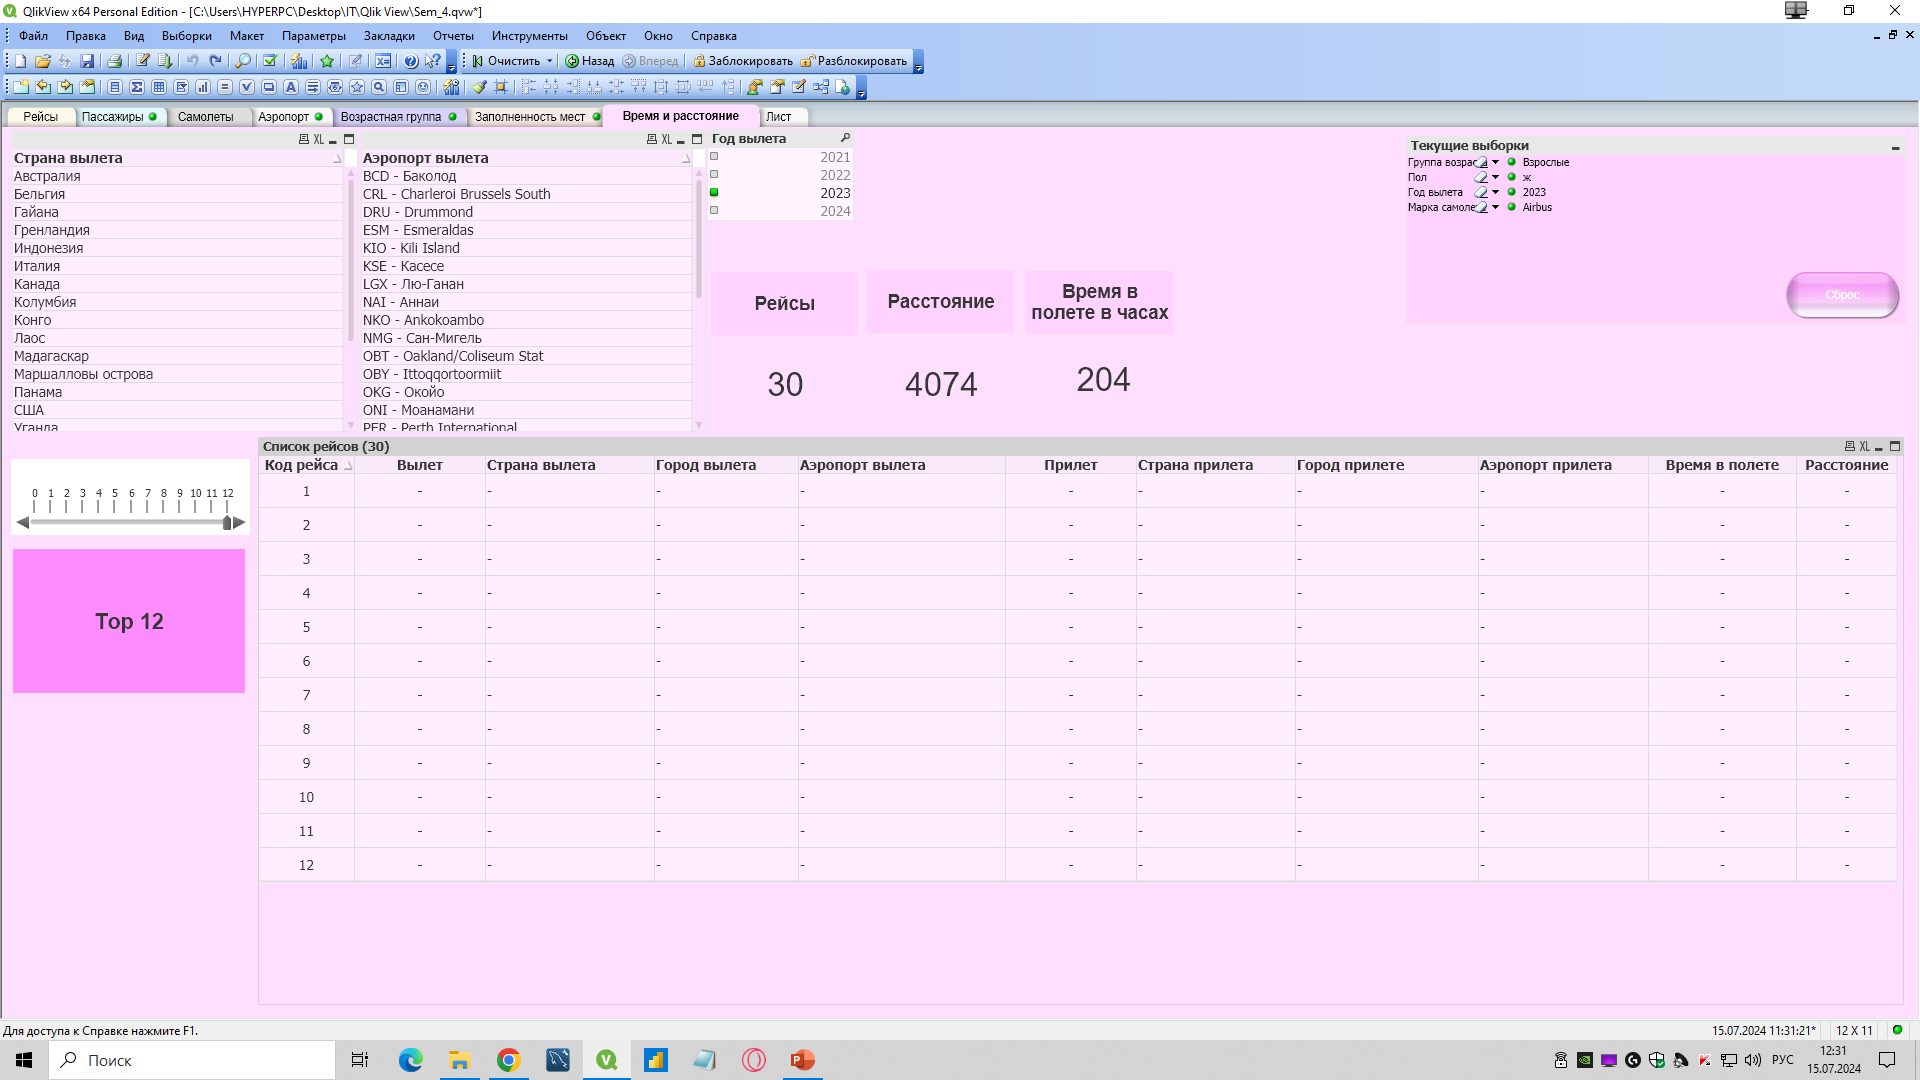 QlikView x64 Personal Edition - [C:\Users\HYPERPC\Desktop\IT\Qlik View\Sem_4.qvw*]
Файл Правка Вид Выборки Макет Параметры Закладки Отчеты Инструменты Объект Окно Справка
Очистить Назад Вперед Заблокировать Разблокировать
Рейсы Пассажиры Самолеты Аэропорт Возрастная группа Заполненность мест Время и расстояние Лист
XL
Страна вылета
Австралия
Бельгия
Гайана
Гренландия
Индонезия
Италия
Канада
Колумбия
Конго
Лаос
Мадагаскар
Маршалловы острова
Панама
США
Уганда
XL
Аэропорт вылета
BCD - Баколод
CRL - Charleroi Brussels South
DRU - Drummond
ESM - Esmeraldas
KIO - Kili Island
KSE - Касесе
LGX - Лю-Ганан
NAI - Аннаи
NKO - Ankokoambo
NMG - Сан-Мигель
OBT - Oakland/Coliseum Stat
OBY - Ittoqqortoormiit
OKG - Окойо
ONI - Моанамани
PER - Perth International
Год вылета
2021
2022
2023
2024
Рейсы
30
Расстояние
4074
Время в
полете в часах
204
Текущие выборки
Группа возрас Взрослые
Пол ж
Год вылета 2023
Марка самоле Airbus
Сброс
0 1 2 3 4 5 6 7 8 9 10 11 12
Top 12
Список рейсов (30) XL
Код рейса Вылет Страна вылета Город вылета Аэропорт вылета Прилет Страна прилета Город прилете Аэропорт прилета Время в полете Расстояние
1 - - - - - - - - - -
2 - - - - - - - - - -
3 - - - - - - - - - -
4 - - - - - - - - - -
5 - - - - - - - - - -
6 - - - - - - - - - -
7 - - - - - - - - - -
8 - - - - - - - - - -
9 - - - - - - - - - -
10 - - - - - - - - - -
11 - - - - - - - - - -
12 - - - - - - - - - -
Для доступа к Справке нажмите F1.
15.07.2024 11:31:21* 12 X 11
Поиск
РУС
12:31
15.07.2024